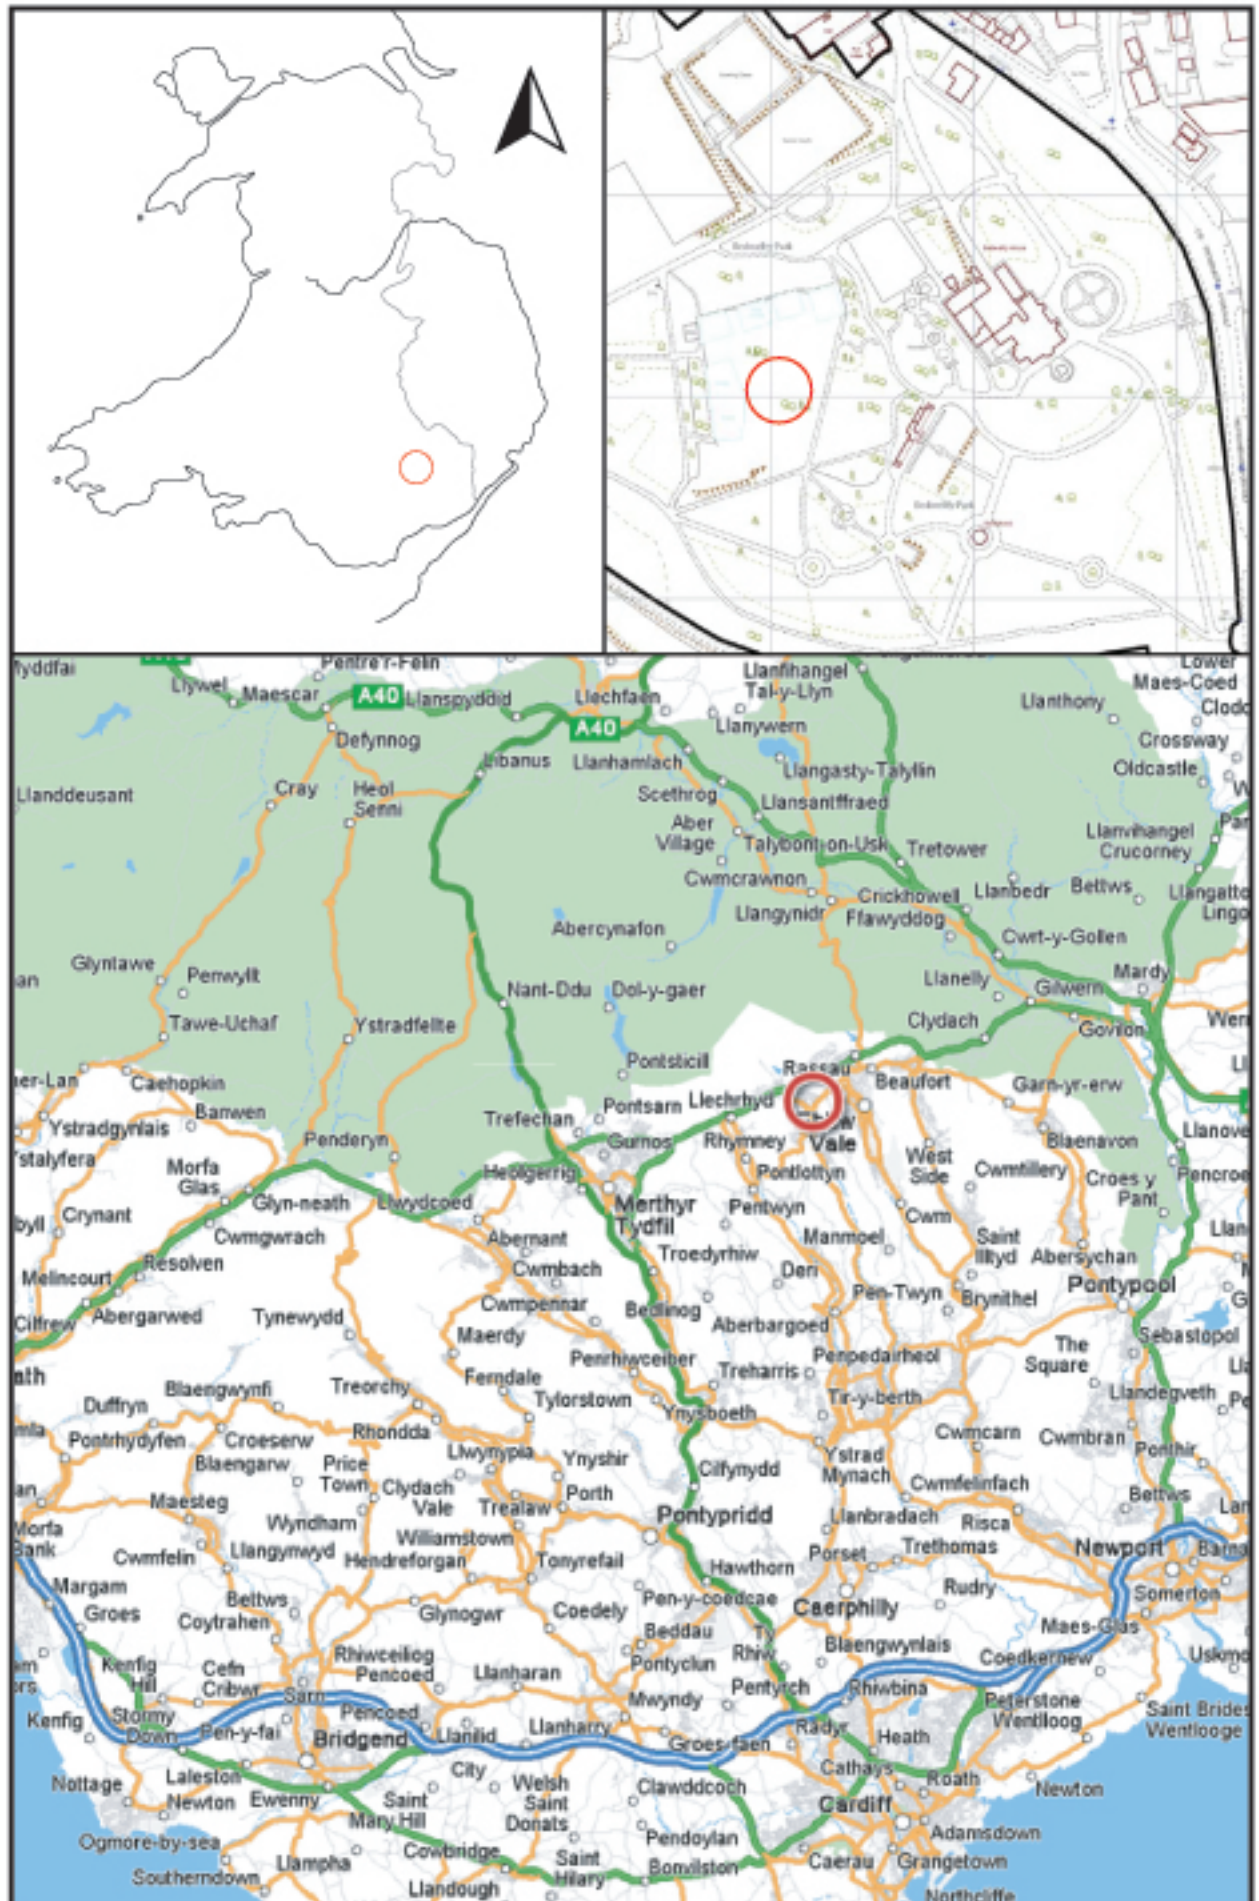 Bedwellty Park
Bedwellty Park
Pentre'r-Felin
Llywel
Maescar
A40
Llanspyddid
Llechfaen
A40
Llanfihangel
Tal-y-Llyn
Llanywern
Llanthony
Lower
Maes-Coed
Crossway
Oldcastle
Defynnog
Libanus
Llanhamlach
Llangasty-Talyllin
Llanddeusant
Cray
Heol
Senni
Scethrog
Llansantffraed
Aber
Village
Talybont-on-Usk
Tretower
Llanvihangel
Crucorney
Cwmcrawnon
Crickhowell
Llanbedr
Bettws
Llangynidr
Ffawyddog
Abercynafon
Cwrt-y-Gollen
Glyntawe
Penwyllt
Nant-Ddu
Dol-y-gaer
Llanelly
Gilwern
Mardy
Tawe-Uchaf
Ystradfellte
Clydach
Govilon
Pontsticill
Rassau
Beaufort
Garn-yr-erw
Caehopkin
Banwen
Trefechan
Pontsarn
Llechrhyd
Ystradgynlais
Penderyn
Gurnos
Rhymney
Vale
Blaenavon
Morfa
Glas
Glyn-neath
Llwydcoed
Heolgerrig
Pontlottyn
West
Side
Cwmtillery
Croes y
Pant
Crynant
Cwmgwrach
Merthyr
Tydfil
Pentwyn
Cwm
Abernant
Troedyrhiw
Manmoel
Saint
Illtyd
Abersychan
Melincourt
Resolven
Cwmbach
Deri
Pen-Twyn
Brynithel
Pontypool
Cilfrew
Abergarwed
Tynewydd
Cwmpennar
Bedlinog
Aberbargoed
Sebastopol
Maerdy
Penrhiwceiber
Treharris
Penpedairheol
The
Square
Duffryn
Blaengwynfi
Treorchy
Ferndale
Tylorstown
Ynysboeth
Tir-y-berth
Llandegveth
Pontrhydyfen
Croeserw
Blaengarw
Rhondda
Llwynypia
Ynyshir
Cilfynydd
Ystrad
Mynach
Cwmcarn
Cwmbran
Ponthir
Price
Town
Clydach
Vale
Trealaw
Porth
Cwmfelinfach
Bettws
Maesteg
Wyndham
Williamstown
Pontypridd
Llanbradach
Risca
Morfa
Bank
Cwmfelin
Llangynwyd
Hendreforgan
Tonyrefail
Hawthorn
Porset
Trethomas
Newport
Margam
Groes
Bettws
Coytrahen
Glynogwr
Coedely
Pen-y-coedcae
Caerphilly
Rudry
Somerton
Maes-Glas
Beddau
Ty
Rhiw
Blaengwynlais
Coedkernew
Kenfig
Hill
Cefn
Cribwr
Rhiwceiliog
Pencoed
Llanharan
Pontyclun
Pentyrch
Rhiwbina
Peterstone
Wentloog
Saint Brides
Wentlooge
Kenfig
Stormy
Down
Pen-y-fai
Sarn
Pencoed
Bridgend
Llanilid
Llanharry
Mwyndy
Groes-faen
Radyr
Heath
Cathays
Roath
Newton
Nottage
Laleston
Newton
Ewenny
Saint
Mary Hill
City
Welsh
Saint
Donats
Clawddcoch
Cardiff
Ogmore-by-sea
Southerndown
Llampha
Cowbridge
Llandough
Saint
Hilary
Pendoylan
Bonvilston
Caerau
Adamsdown
Grangetown
Northcliffe